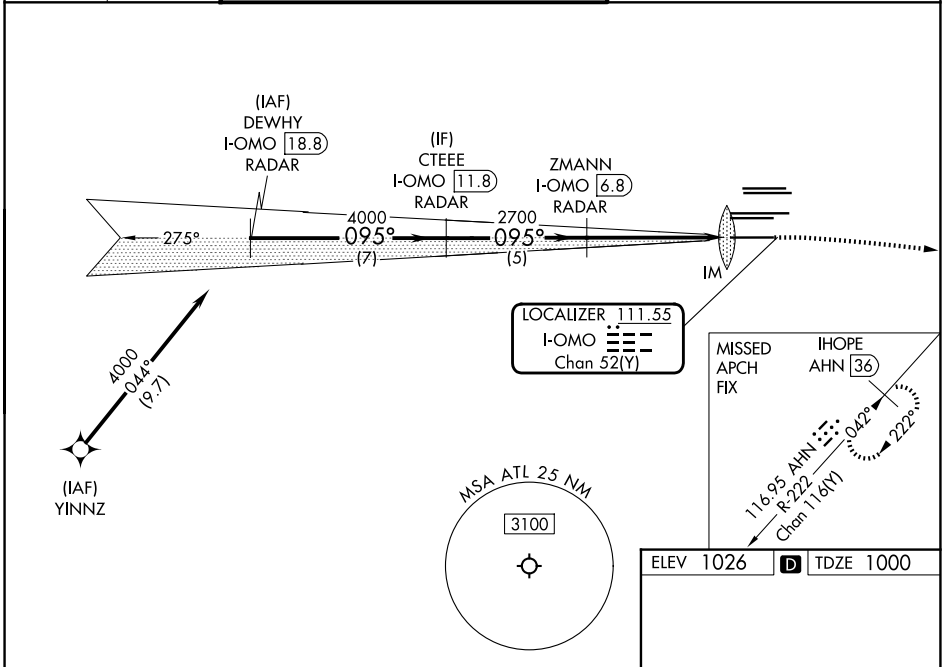 (IAF)
DEWHY
I-OMO 18.8
RADAR
(IF)
CTEEE
I-OMO 11.8
RADAR
ZMANN
I-OMO 6.8
RADAR
275°
4000
095°
(7)
2700
095°
(5)
IM
4000
044°
(9.7)
(IAF)
YINNZ
LOCALIZER 111.55
I-OMO
Chan 52(Y)
MISSED
APCH
FIX
IHOPE
AHN 36
042°
222°
116.95 AHN
R-222
Chan 116(Y)
MSA ATL 25 NM
3100
ELEV 1026 D TDZE 1000